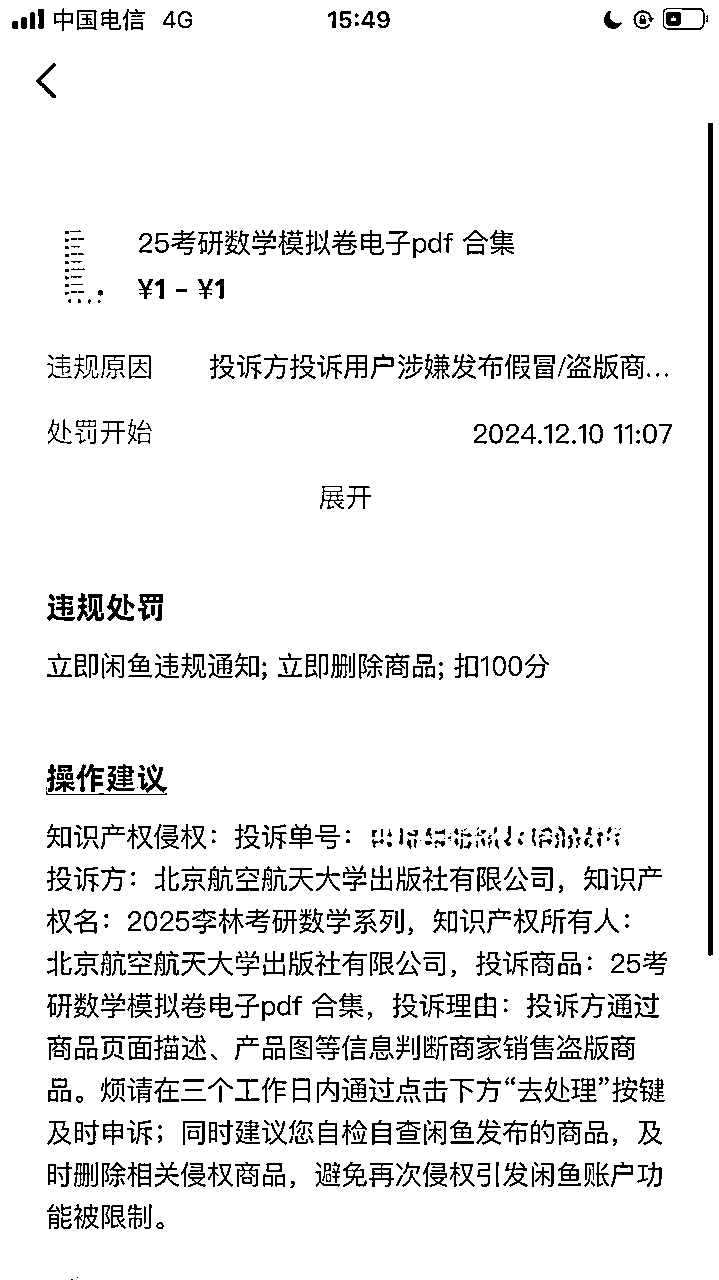 中国电信 4G 15:49
25考研数学模拟卷电子pdf 合集
¥1 - ¥1
违规原因 投诉方投诉用户涉嫌发布假冒/盗版商...
处罚开始 2024.12.10 11:07
展开
违规处罚
立即闲鱼违规通知; 立即删除商品; 扣100分
操作建议
知识产权侵权：投诉单号：
投诉方：北京航空航天大学出版社有限公司，知识产
权名：2025李林考研数学系列，知识产权所有人：
北京航空航天大学出版社有限公司，投诉商品：25考
研数学模拟卷电子pdf 合集，投诉理由：投诉方通过
商品页面描述、产品图等信息判断商家销售盗版商
品。烦请在三个工作日内通过点击下方“去处理”按键
及时申诉；同时建议您自检自查闲鱼发布的商品，及
时删除相关侵权商品，避免再次侵权引发闲鱼账户功
能被限制。